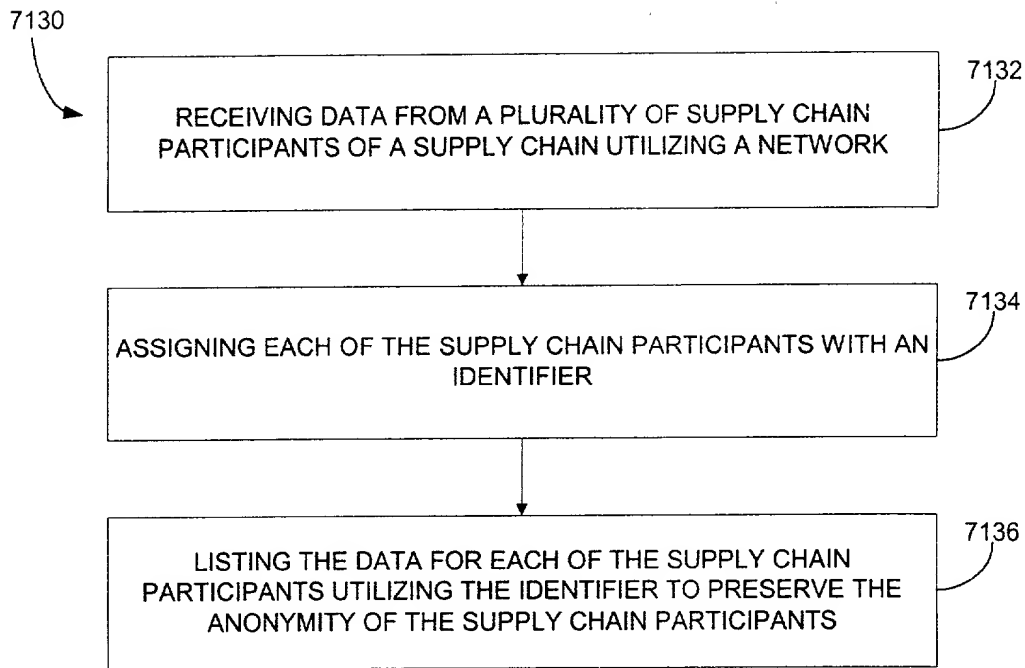 7130
7132
RECEIVING DATA FROM A PLURALITY OF SUPPLY CHAIN
PARTICIPANTS OF A SUPPLY CHAIN UTILIZING A NETWORK
7134
ASSIGNING EACH OF THE SUPPLY CHAIN PARTICIPANTS WITH AN
IDENTIFIER
7136
LISTING THE DATA FOR EACH OF THE SUPPLY CHAIN
PARTICIPANTS UTILIZING THE IDENTIFIER TO PRESERVE THE
ANONYMITY OF THE SUPPLY CHAIN PARTICIPANTS